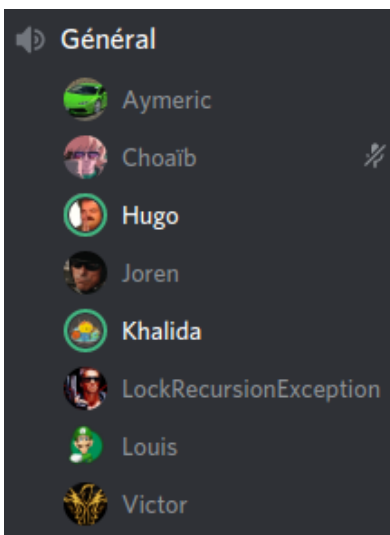 Général
Aymeric
Choaïb
Hugo
Joren
Khalida
LockRecursionException
Louis
Victor